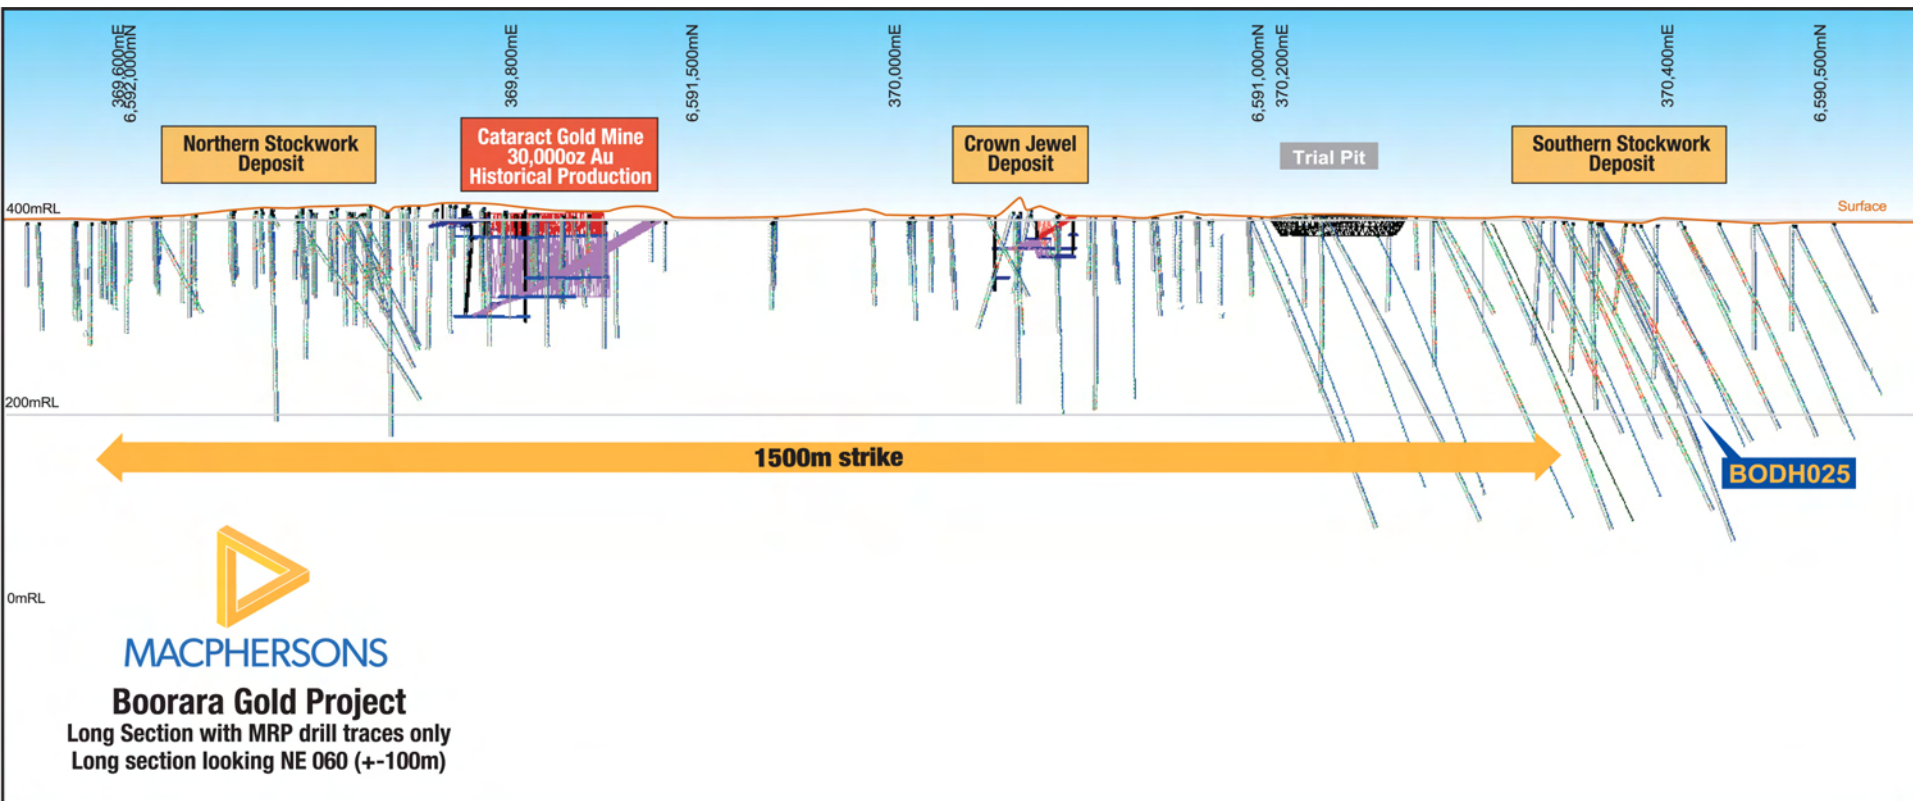 369,600mE
6,592,000mN
369,800mE
6,591,500mN
370,000mE
6,591,000mN
370,200mE
370,400mE
6,590,500mN
Northern Stockwork
Deposit
Cataract Gold Mine
30,000oz Au
Historical Production
Crown Jewel
Deposit
Trial Pit
Southern Stockwork
Deposit
400mRL
Surface
200mRL
1500m strike
BODH025
0mRL
MACPHERSONS
Boorara Gold Project
Long Section with MRP drill traces only
Long section looking NE 060 (+-100m)